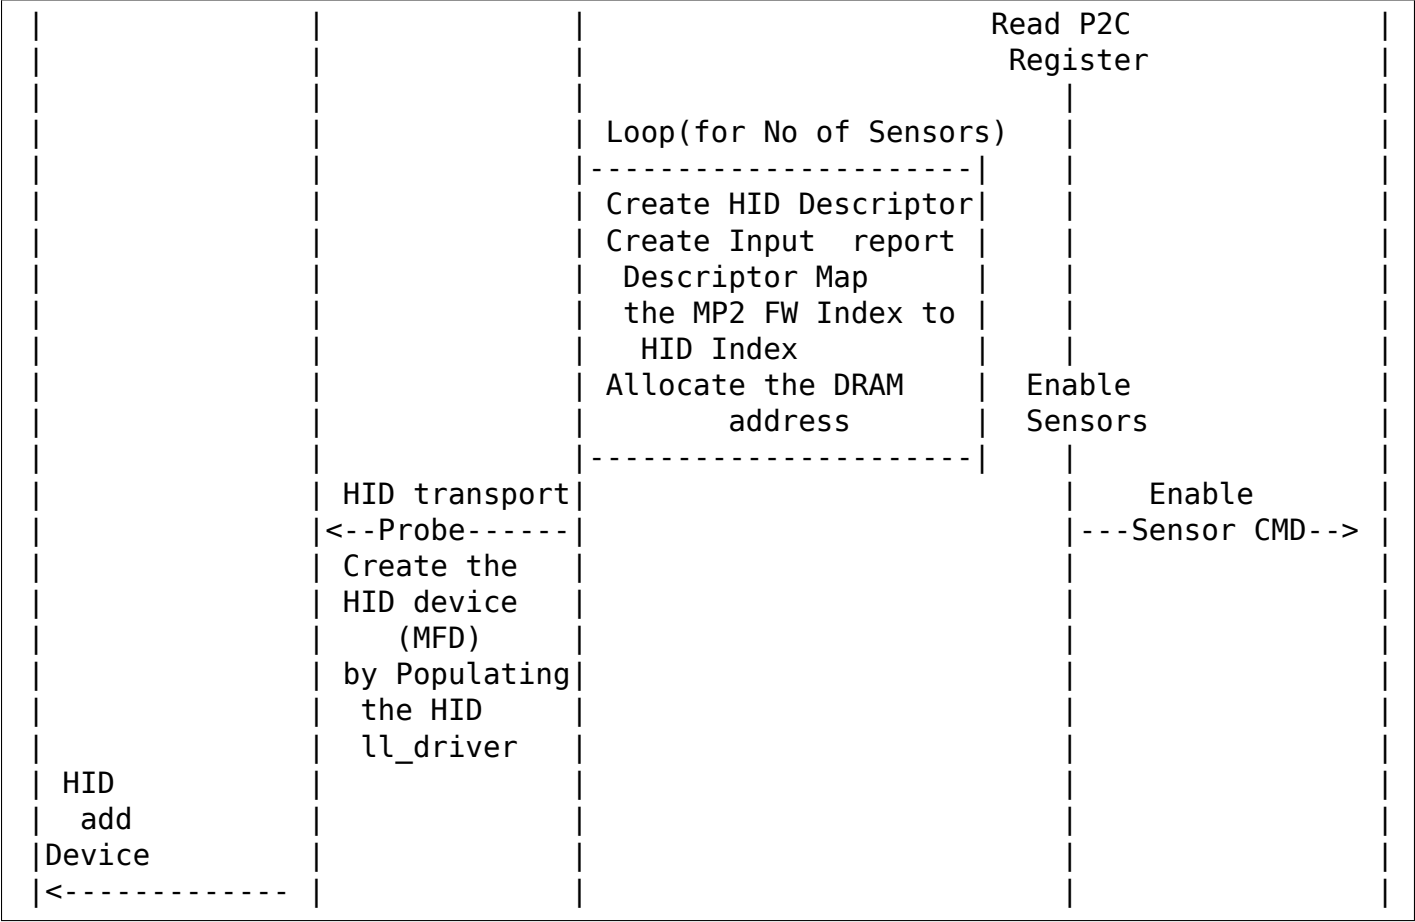 |               |              |                       Read P2C              |
|               |              |                        Register             |
|               |              |                           |                 |
|               |              | Loop(for No of Sensors)   |                 |
|               |              |----------------------|    |                 |
|               |              | Create HID Descriptor|    |                 |
|               |              | Create Input  report |    |                 |
|               |              |  Descriptor Map      |    |                 |
|               |              |  the MP2 FW Index to |    |                 |
|               |              |   HID Index          |    |                 |
|               |              | Allocate the DRAM    |  Enable              |
|               |              |        address       |  Sensors             |
|               |              |----------------------|    |                 |
|               | HID transport|                           |    Enable       |
|               |<--Probe------|                           |---Sensor CMD--> |
|               | Create the   |                           |                 |
|               | HID device   |                           |                 |
|               |    (MFD)     |                           |                 |
|               | by Populating|                           |                 |
|               |  the HID     |                           |                 |
|               |  ll_driver   |                           |                 |
| HID           |              |                           |                 |
|  add          |              |                           |                 |
|Device         |              |                           |                 |
|<------------- |              |                           |                 |